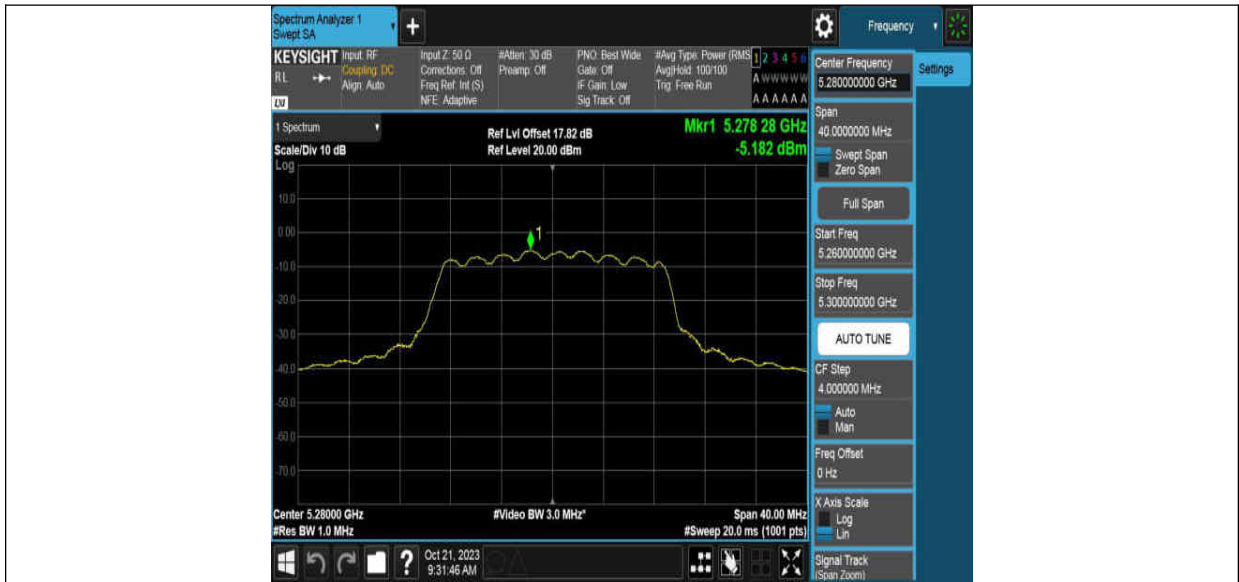 Spectrum Analyzer 1
Swept SA
+
Frequency
KEYSIGHT
RL
LXI
Input: RF
Coupling: DC
Align: Auto
Input Z: 50 Ω
Corrections: Off
Freq Ref: Int (S)
NFE: Adaptive
#Atten: 30 dB
Preamp: Off
PNO: Best Wide
Gate: Off
IF Gain: Low
Sig Track: Off
#Avg Type: Power (RMS
Avg|Hold: 100/100
Trig: Free Run
1 2 3 4 5 6
A W W W W W
A A A A A A
1 Spectrum
Scale/Div 10 dB
Log
Ref Lvl Offset 17.82 dB
Ref Level 20.00 dBm
Mkr1 5.278 28 GHz
-5.182 dBm
10.0
0.00
-10.0
-20.0
-30.0
-40.0
-50.0
-60.0
-70.0
1
Center 5.28000 GHz
#Res BW 1.0 MHz
#Video BW 3.0 MHz*
Span 40.00 MHz
#Sweep 20.0 ms (1001 pts)
Center Frequency
5.280000000 GHz
Settings
Span
40.0000000 MHz
Swept Span
Zero Span
Full Span
Start Freq
5.260000000 GHz
Stop Freq
5.300000000 GHz
AUTO TUNE
CF Step
4.000000 MHz
Auto
Man
Freq Offset
0 Hz
X Axis Scale
Log
Lin
Signal Track
(Span Zoom)
?
Oct 21, 2023
9:31:46 AM